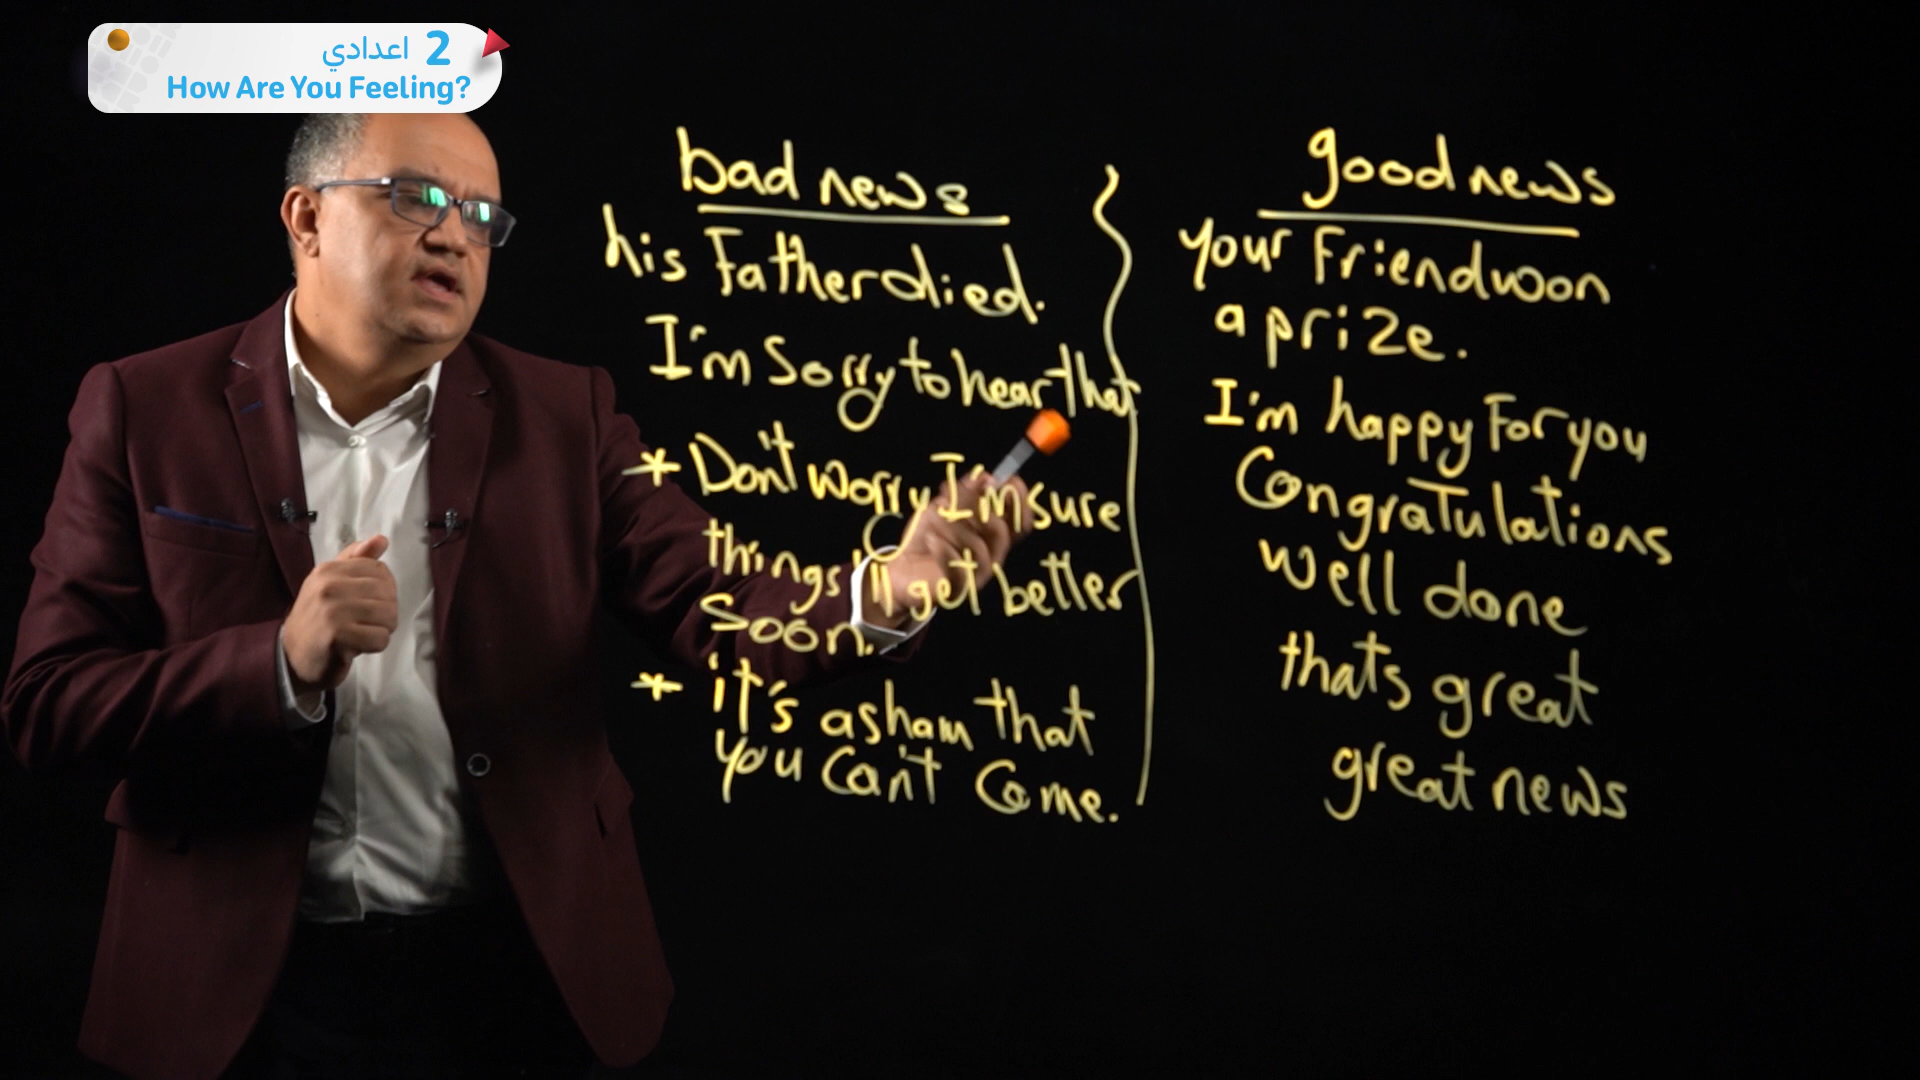 2 اعدادي
How Are You Feeling?
bad news
his Father died.
I'm Sorry to hear that
* Don't worry I'm sure
things'll get better
Soon.
* it's a sham that
you can't come.
good news
your Friend won
a prize.
I'm happy For you
Congratulations
well done
thats great
great news